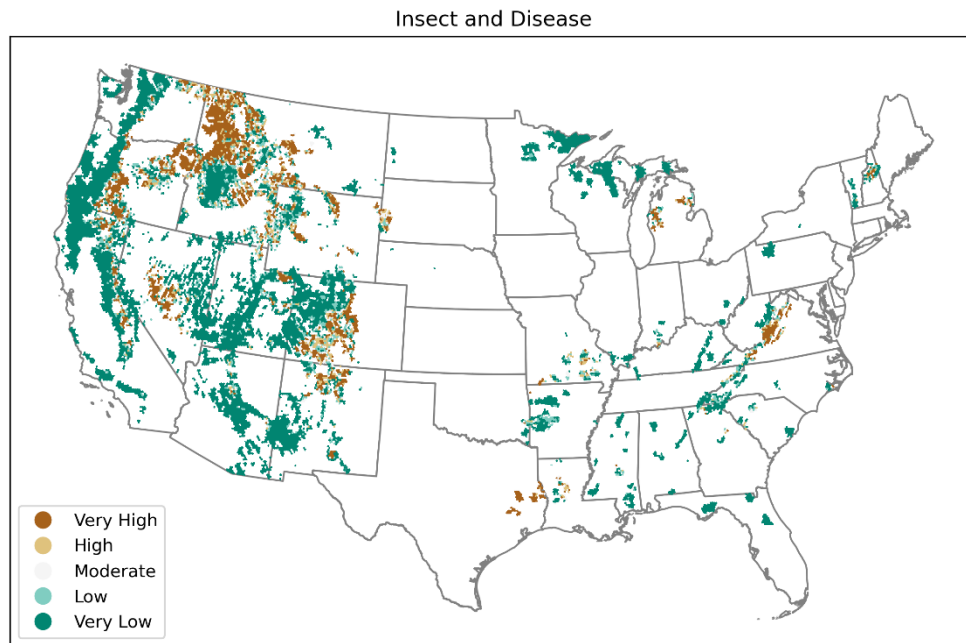 Insect and Disease
Very High
High
Moderate
Low
Very Low